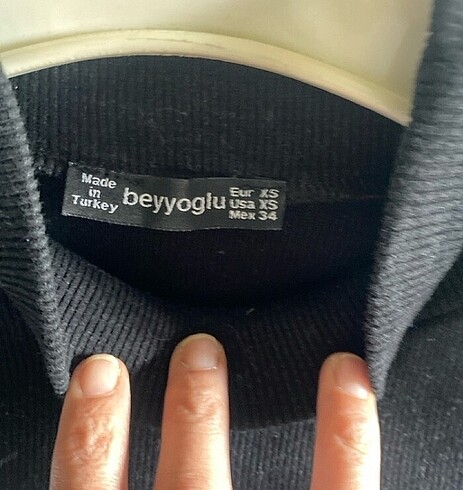 Made
in
Turkey
beyyoglu
Eur XS
Usa XS
Mex 34